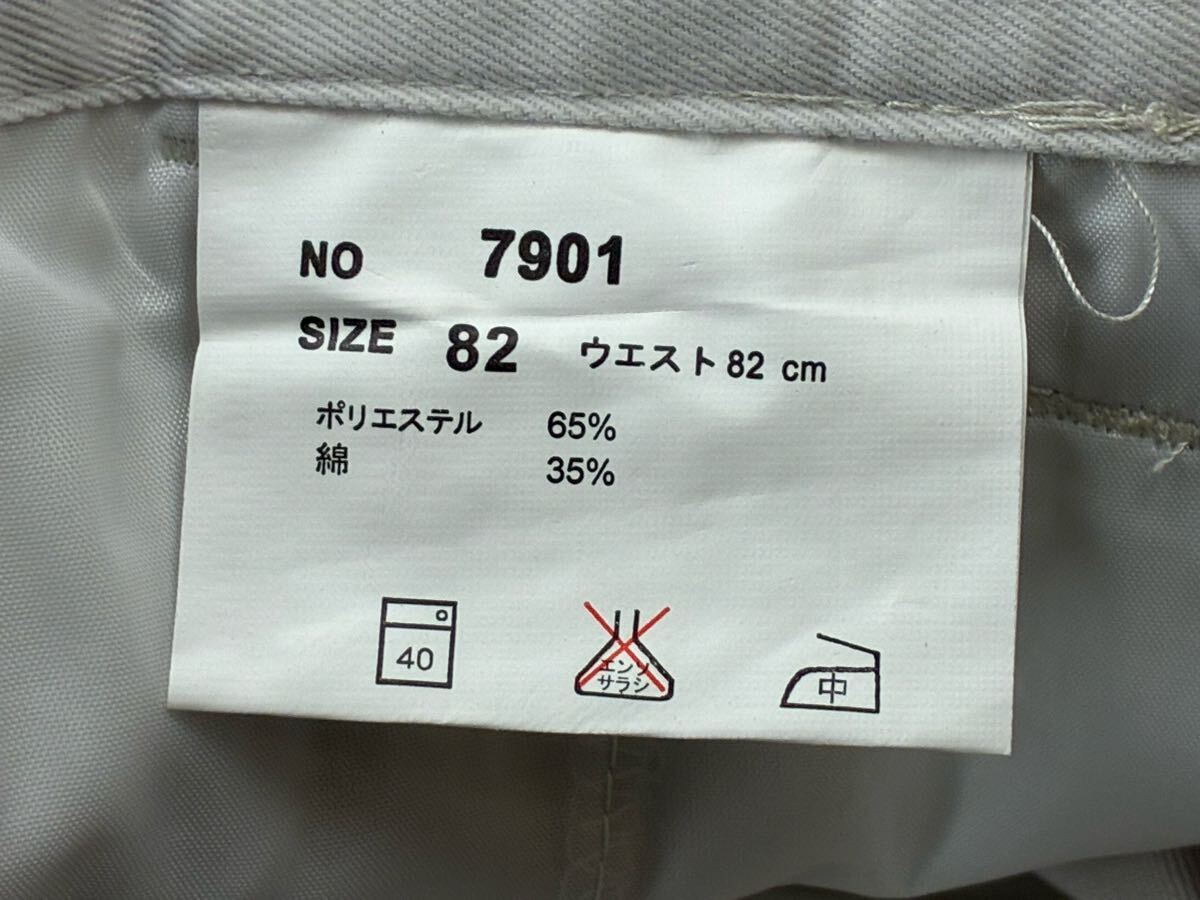 NO 7901
SIZE 82 ウエスト82 cm
ポリエステル 65%
綿 35%
40
エンソ
サラシ
中